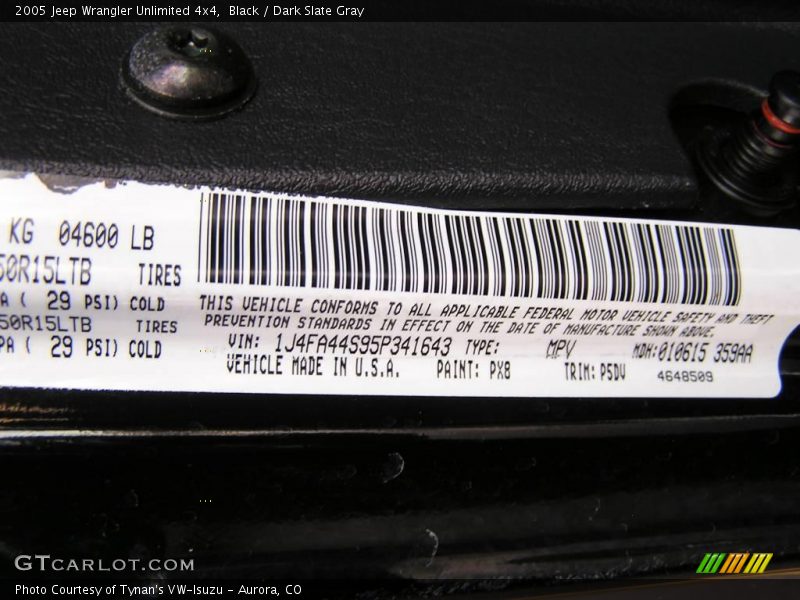 2005 Jeep Wrangler Unlimited 4x4,  Black / Dark Slate Gray
KG 04600 LB
50R15LTB TIRES
PA ( 29 PSI) COLD
50R15LTB TIRES
PA ( 29 PSI) COLD
THIS VEHICLE CONFORMS TO ALL APPLICABLE FEDERAL MOTOR VEHICLE SAFETY AND THEFT
PREVENTION STANDARDS IN EFFECT ON THE DATE OF MANUFACTURE SHOWN ABOVE.
VIN: 1J4FA44S95P341643 TYPE: MPV MDH:010615 359AA
VEHICLE MADE IN U.S.A. PAINT: PX8 TRIM: P5DV 4648509
GTCARLOT.COM
Photo Courtesy of Tynan's VW-Isuzu - Aurora, CO